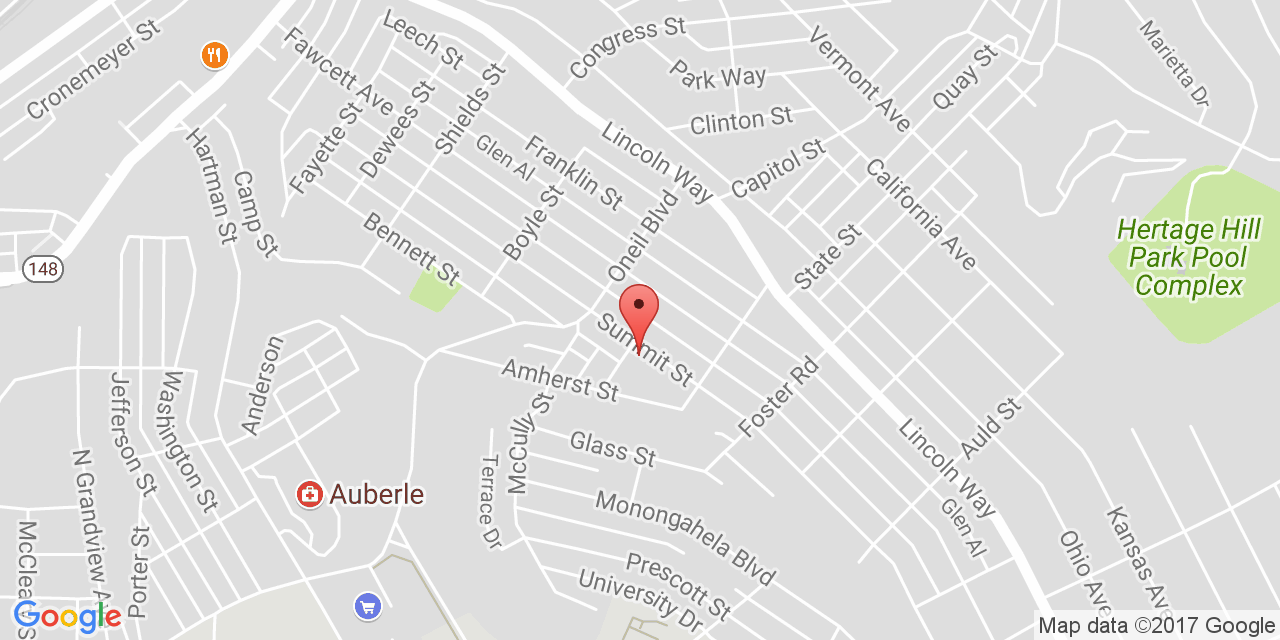 Cronemeyer St
Leech St
Congress St
Fawcett Ave
Park Way
Vermont Ave
Quay St
Marietta Dr
Shields St
Dewees St
Fayette St
Clinton St
Lincoln Way
Franklin St
Glen Al
Capitol St
Hartman St
Camp St
Boyle St
Oneil Blvd
California Ave
Bennett St
State St
Hertage Hill
Park Pool
Complex
148
Summit St
Anderson
Jefferson St
Washington St
Amherst St
Foster Rd
McCully St
Glass St
Auld St
Lincoln Way
Terrace Dr
N Grandview A
Auberle
Monongahela Blvd
Glen Al
Kansas Ave
Ohio Ave
Porter St
Prescott St
University Dr
Google
Map data ©2017 Google